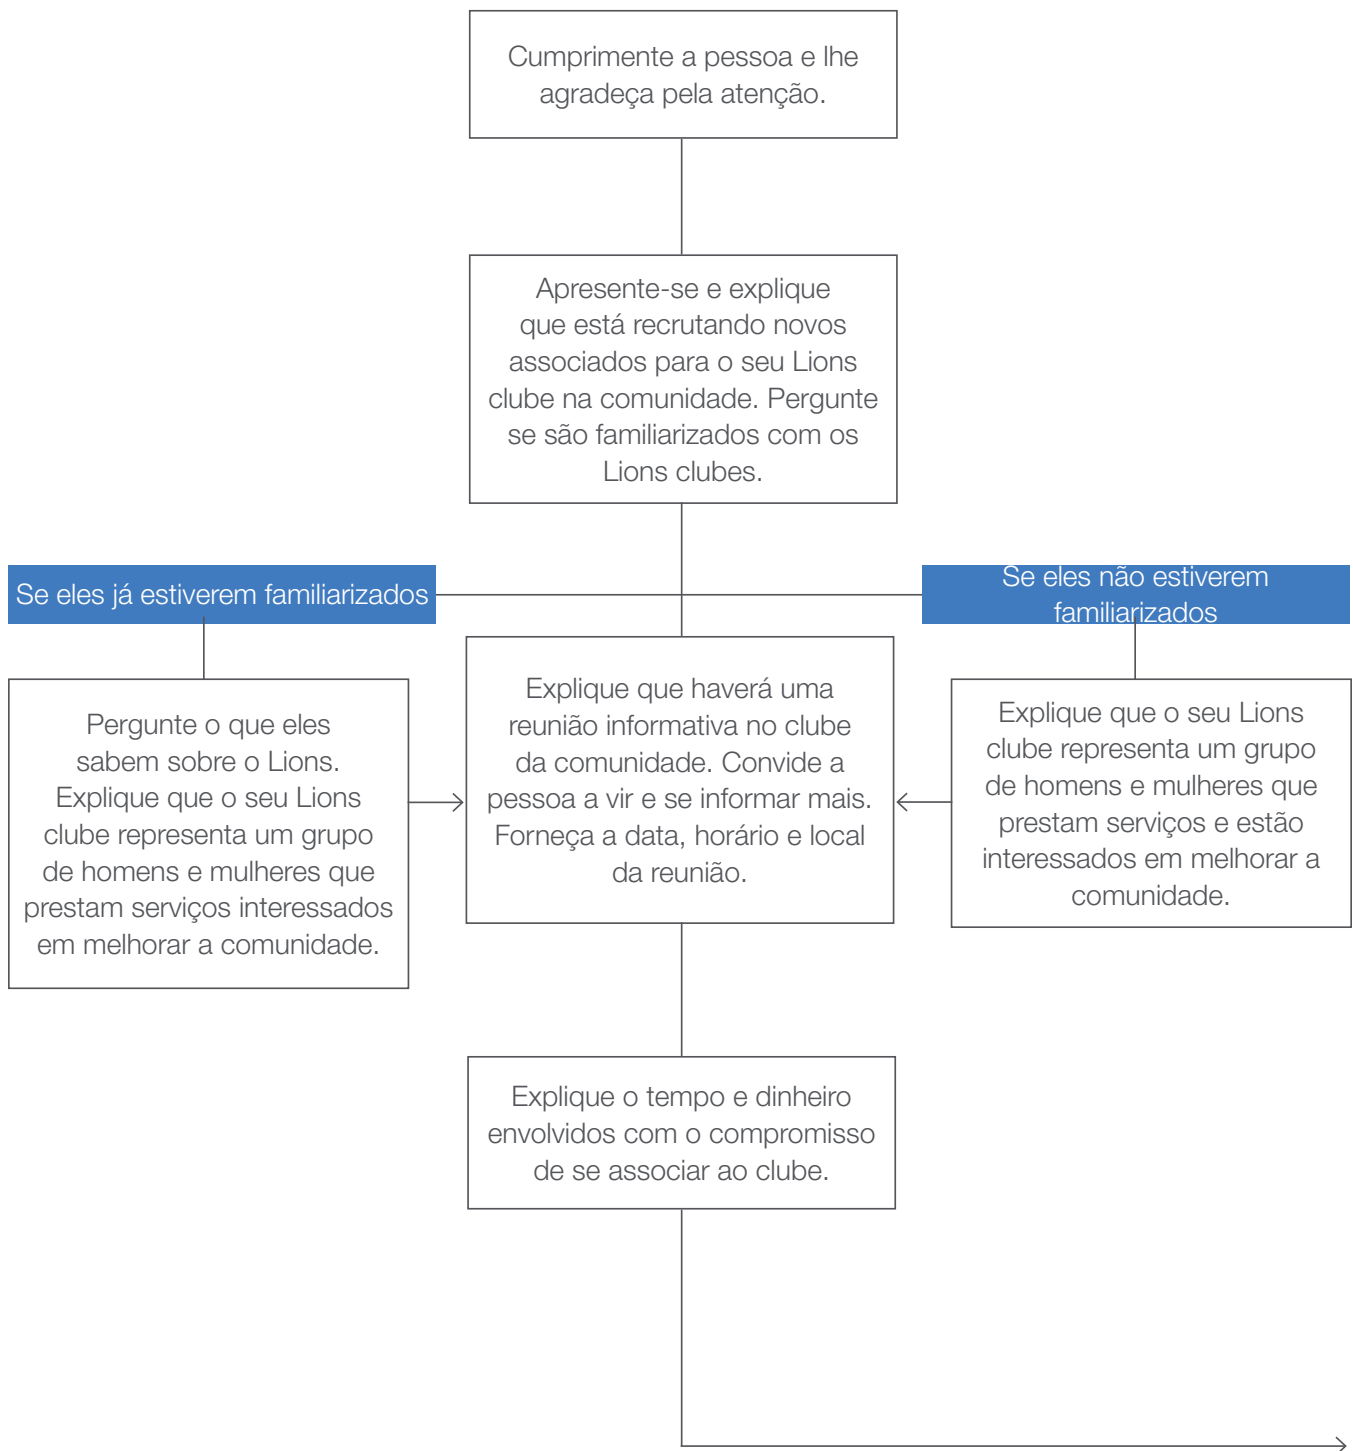 Cumprimente a pessoa e lhe
agradeça pela atenção.
Apresente-se e explique
que está recrutando novos
associados para o seu Lions
clube na comunidade. Pergunte
se são familiarizados com os
Lions clubes.
Se eles já estiverem familiarizados
Se eles não estiverem
familiarizados
Pergunte o que eles
sabem sobre o Lions.
Explique que o seu Lions
clube representa um grupo
de homens e mulheres que
prestam serviços interessados
em melhorar a comunidade.
Explique que haverá uma
reunião informativa no clube
da comunidade. Convide a
pessoa a vir e se informar mais.
Forneça a data, horário e local
da reunião.
Explique que o seu Lions
clube representa um grupo
de homens e mulheres que
prestam serviços e estão
interessados em melhorar a
comunidade.
Explique o tempo e dinheiro
envolvidos com o compromisso
de se associar ao clube.